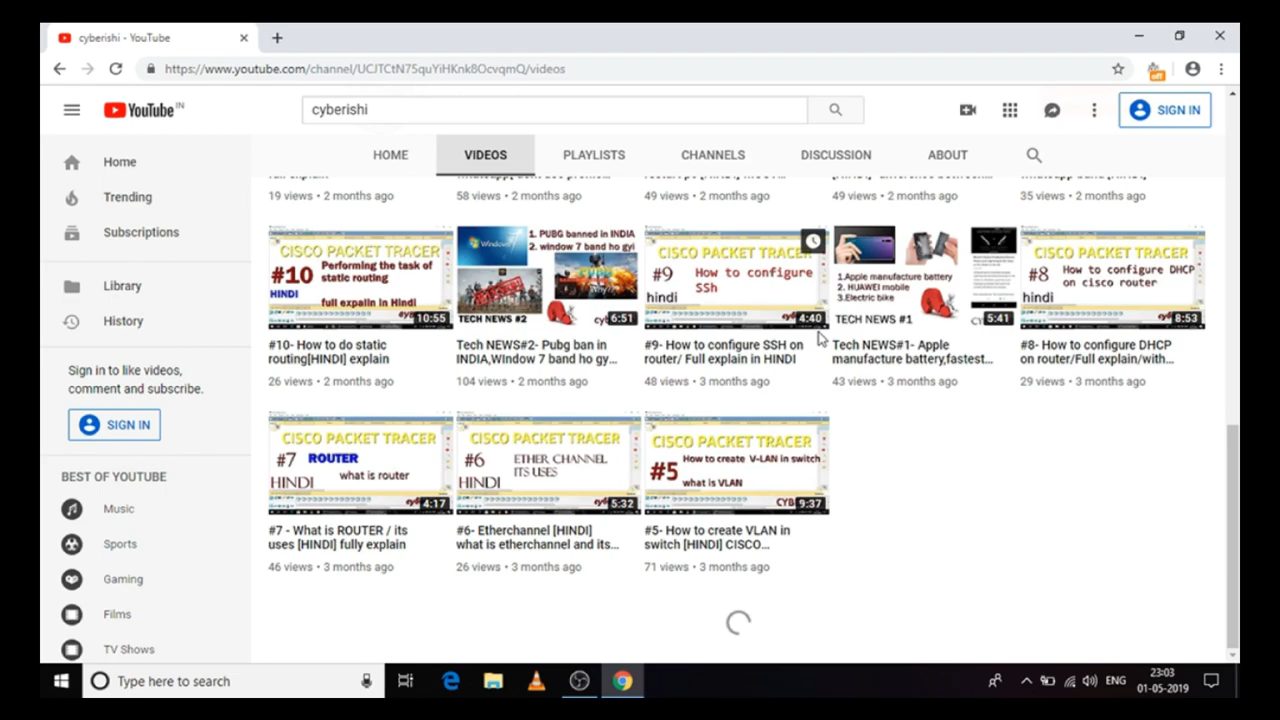 cyberishi - YouTube
https://www.youtube.com/channel/UCJTCtN75quYiHKnk8OcvqmQ/videos
off
YouTube IN
cyberishi
SIGN IN
HOME VIDEOS PLAYLISTS CHANNELS DISCUSSION ABOUT
Home
Trending
Subscriptions
Library
History
Sign in to like videos,
comment and subscribe.
SIGN IN
BEST OF YOUTUBE
Music
Sports
Gaming
Films
TV Shows
19 views • 2 months ago
58 views • 2 months ago
49 views • 2 months ago
49 views • 2 months ago
35 views • 2 months ago
CISCO PACKET TRACER
#10 Performing the task of
static routing
HINDI
full expalin in Hindi
10:55
#10- How to do static
routing[HINDI] explain
26 views • 2 months ago
Windows 7
1. PUBG banned in INDIA
2. window 7 band ho gyi
TECH NEWS #2
6:51
Tech NEWS#2- Pubg ban in
INDIA,WIndow 7 band ho gy...
104 views • 2 months ago
CISCO PACKET TRACER
#9 How to configure
SSh
hindi
4:40
#9- How to configure SSH on
router/ Full explain in HINDI
48 views • 3 months ago
1.Apple manufacture battery
2. HUAWEI mobile
3.Electric bike
TECH NEWS #1
5:41
Tech NEWS#1- Apple
manufacture battery,fastest...
43 views • 3 months ago
CISCO PACKET TRACER
#8 How to configure DHCP
on cisco router
hindi
8:53
#8- How to configure DHCP
on router/Full explain/with...
29 views • 3 months ago
CISCO PACKET TRACER
#7 ROUTER
what is router
HINDI
4:17
#7 - What is ROUTER / its
uses [HINDI] fully explain
46 views • 3 months ago
CISCO PACKET TRACER
#6 ETHER CHANNEL
ITS USES
HINDI
5:32
#6- Etherchannel [HINDI]
what is etherchannel and its...
26 views • 3 months ago
CISCO PACKET TRACER
#5 How to create V-LAN in switch
what is VLAN
9:37
#5- How to create VLAN in
switch [HINDI] CISCO...
71 views • 3 months ago
Type here to search
ENG
23:03
01-05-2019